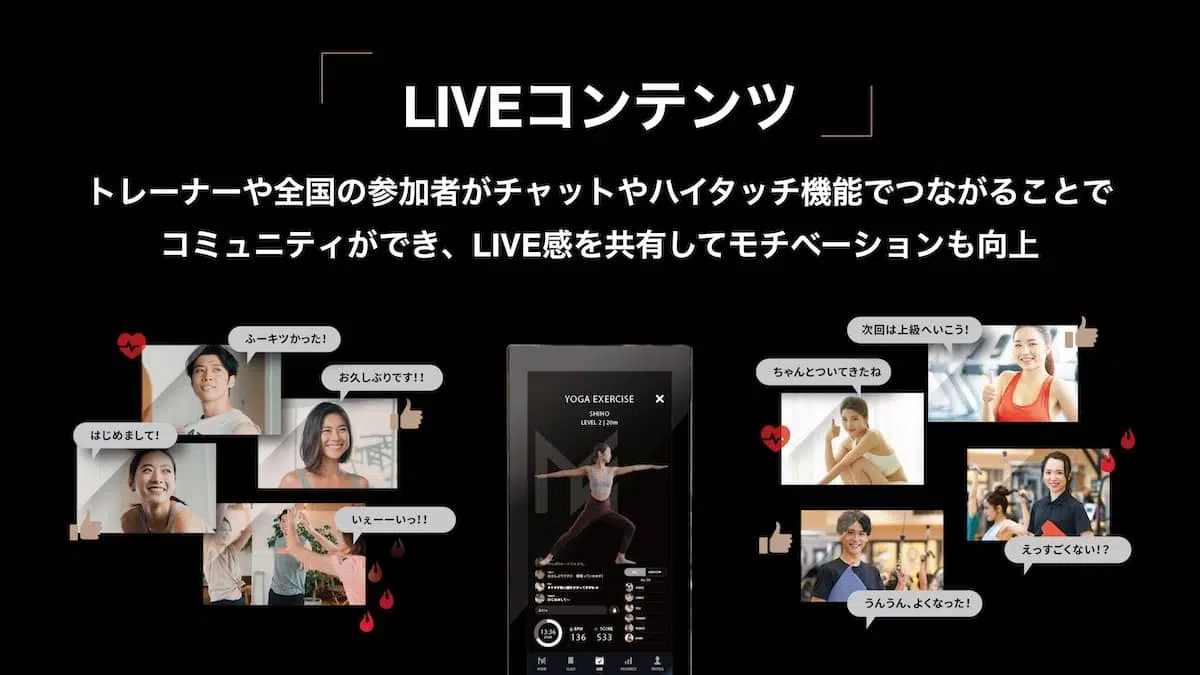 LIVEコンテンツ
トレーナーや全国の参加者がチャットやハイタッチ機能でつながることで
コミュニティができ、LIVE感を共有してモチベーションも向上
ふーキツかった！
お久しぶりです！！
はじめまして！
いぇーーいっ！！
YOGA EXERCISE
SHIHO
LEVEL 2 | 20m
13:36
BPM
136
SCORE
533
次回は上級へいこう！
ちゃんとついてきたね
えっすごくない！？
うんうん、よくなった！